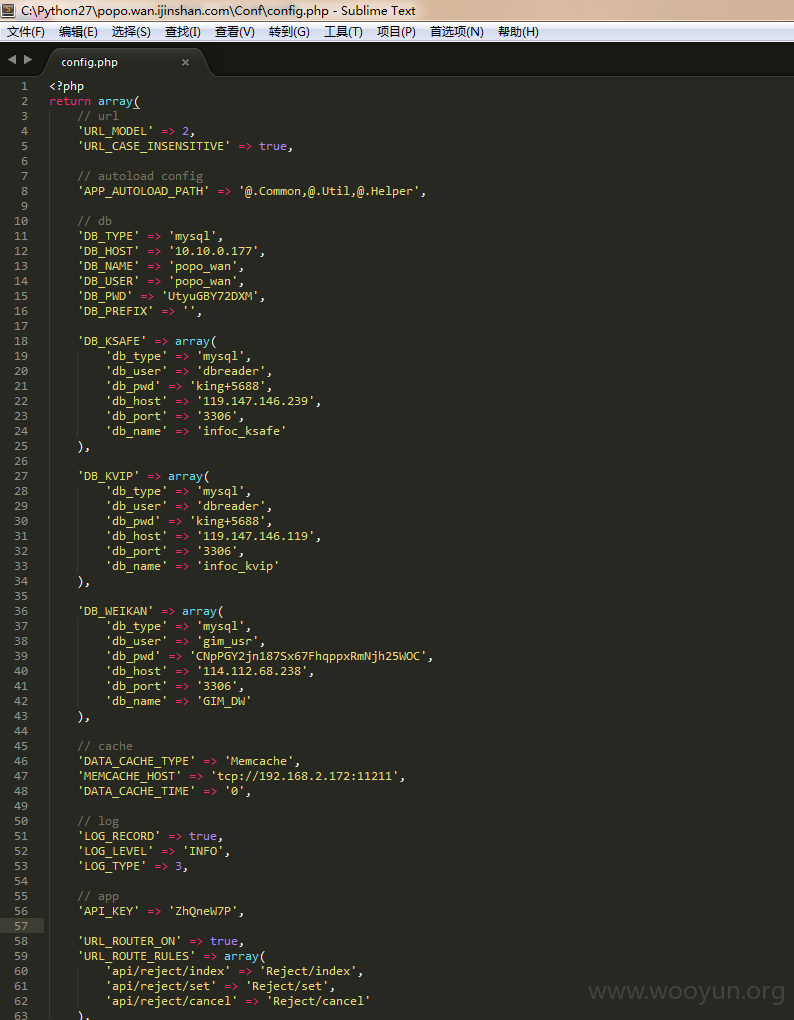 C:\Python27\popo.wan.ijinshan.com\Conf\config.php - Sublime Text
文件(F) 编辑(E) 选择(S) 查找(I) 查看(V) 转到(G) 工具(T) 项目(P) 首选项(N) 帮助(H)
config.php ×
1 <?php
2 return array(
3 // url
4 'URL_MODEL' => 2,
5 'URL_CASE_INSENSITIVE' => true,
6
7 // autoload config
8 'APP_AUTOLOAD_PATH' => '@.Common,@.Util,@.Helper',
9
10 // db
11 'DB_TYPE' => 'mysql',
12 'DB_HOST' => '10.10.0.177',
13 'DB_NAME' => 'popo_wan',
14 'DB_USER' => 'popo_wan',
15 'DB_PWD' => 'UtyuGBY72DXM',
16 'DB_PREFIX' => '',
17
18 'DB_KSAFE' => array(
19 'db_type' => 'mysql',
20 'db_user' => 'dbreader',
21 'db_pwd' => 'king+5688',
22 'db_host' => '119.147.146.239',
23 'db_port' => '3306',
24 'db_name' => 'infoc_ksafe'
25 ),
26
27 'DB_KVIP' => array(
28 'db_type' => 'mysql',
29 'db_user' => 'dbreader',
30 'db_pwd' => 'king+5688',
31 'db_host' => '119.147.146.119',
32 'db_port' => '3306',
33 'db_name' => 'infoc_kvip'
34 ),
35
36 'DB_WEIKAN' => array(
37 'db_type' => 'mysql',
38 'db_user' => 'gim_usr',
39 'db_pwd' => 'CNpPGY2jn187Sx67FhqppxRmNjh25WOC',
40 'db_host' => '114.112.68.238',
41 'db_port' => '3306',
42 'db_name' => 'GIM_DW'
43 ),
44
45 // cache
46 'DATA_CACHE_TYPE' => 'Memcache',
47 'MEMCACHE_HOST' => 'tcp://192.168.2.172:11211',
48 'DATA_CACHE_TIME' => '0',
49
50 // log
51 'LOG_RECORD' => true,
52 'LOG_LEVEL' => 'INFO',
53 'LOG_TYPE' => 3,
54
55 // app
56 'API_KEY' => 'ZhQneW7P',
57
58 'URL_ROUTER_ON' => true,
59 'URL_ROUTE_RULES' => array(
60 'api/reject/index' => 'Reject/index',
61 'api/reject/set' => 'Reject/set',
62 'api/reject/cancel' => 'Reject/cancel'
63 ),
www.wooyun.org